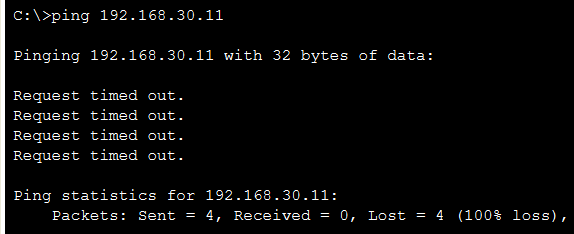 C:\>ping 192.168.30.11
Pinging 192.168.30.11 with 32 bytes of data:
Request timed out.
Request timed out.
Request timed out.
Request timed out.
Ping statistics for 192.168.30.11:
Packets: Sent = 4, Received = 0, Lost = 4 (100% loss),